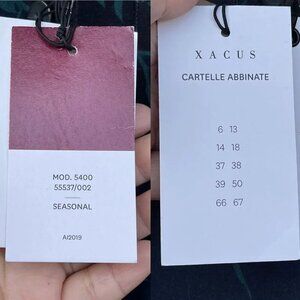 MOD. 5400
55537/002
SEASONAL
AI2019
XACUS
CARTELLE ABBINATE
6 13
14 18
37 38
39 50
66 67